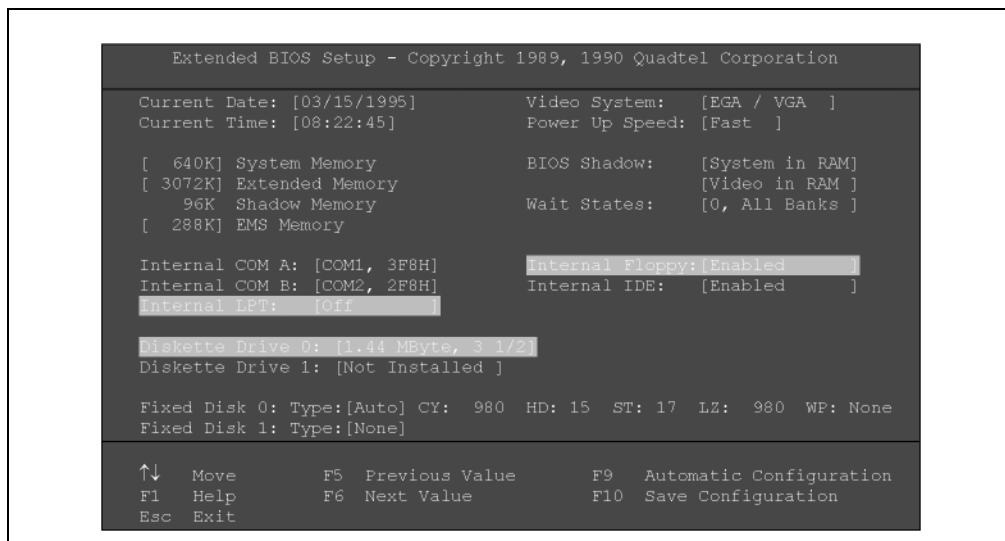 Extended BIOS Setup - Copyright 1989, 1990 Quadtel Corporation
Current Date: [03/15/1995] Video System: [EGA / VGA ]
Current Time: [08:22:45] Power Up Speed: [Fast ]
[ 640K] System Memory BIOS Shadow: [System in RAM]
[ 3072K] Extended Memory [Video in RAM ]
96K Shadow Memory Wait States: [0, All Banks ]
[ 288K] EMS Memory
Internal COM A: [COM1, 3F8H] Internal Floppy:[Enabled ]
Internal COM B: [COM2, 2F8H] Internal IDE: [Enabled ]
Internal LPT: [Off ]
Diskette Drive 0: [1.44 MByte, 3 1/2]
Diskette Drive 1: [Not Installed ]
Fixed Disk 0: Type:[Auto] CY: 980 HD: 15 ST: 17 LZ: 980 WP: None
Fixed Disk 1: Type:[None]
↑↓ Move F5 Previous Value F9 Automatic Configuration
F1 Help F6 Next Value F10 Save Configuration
Esc Exit